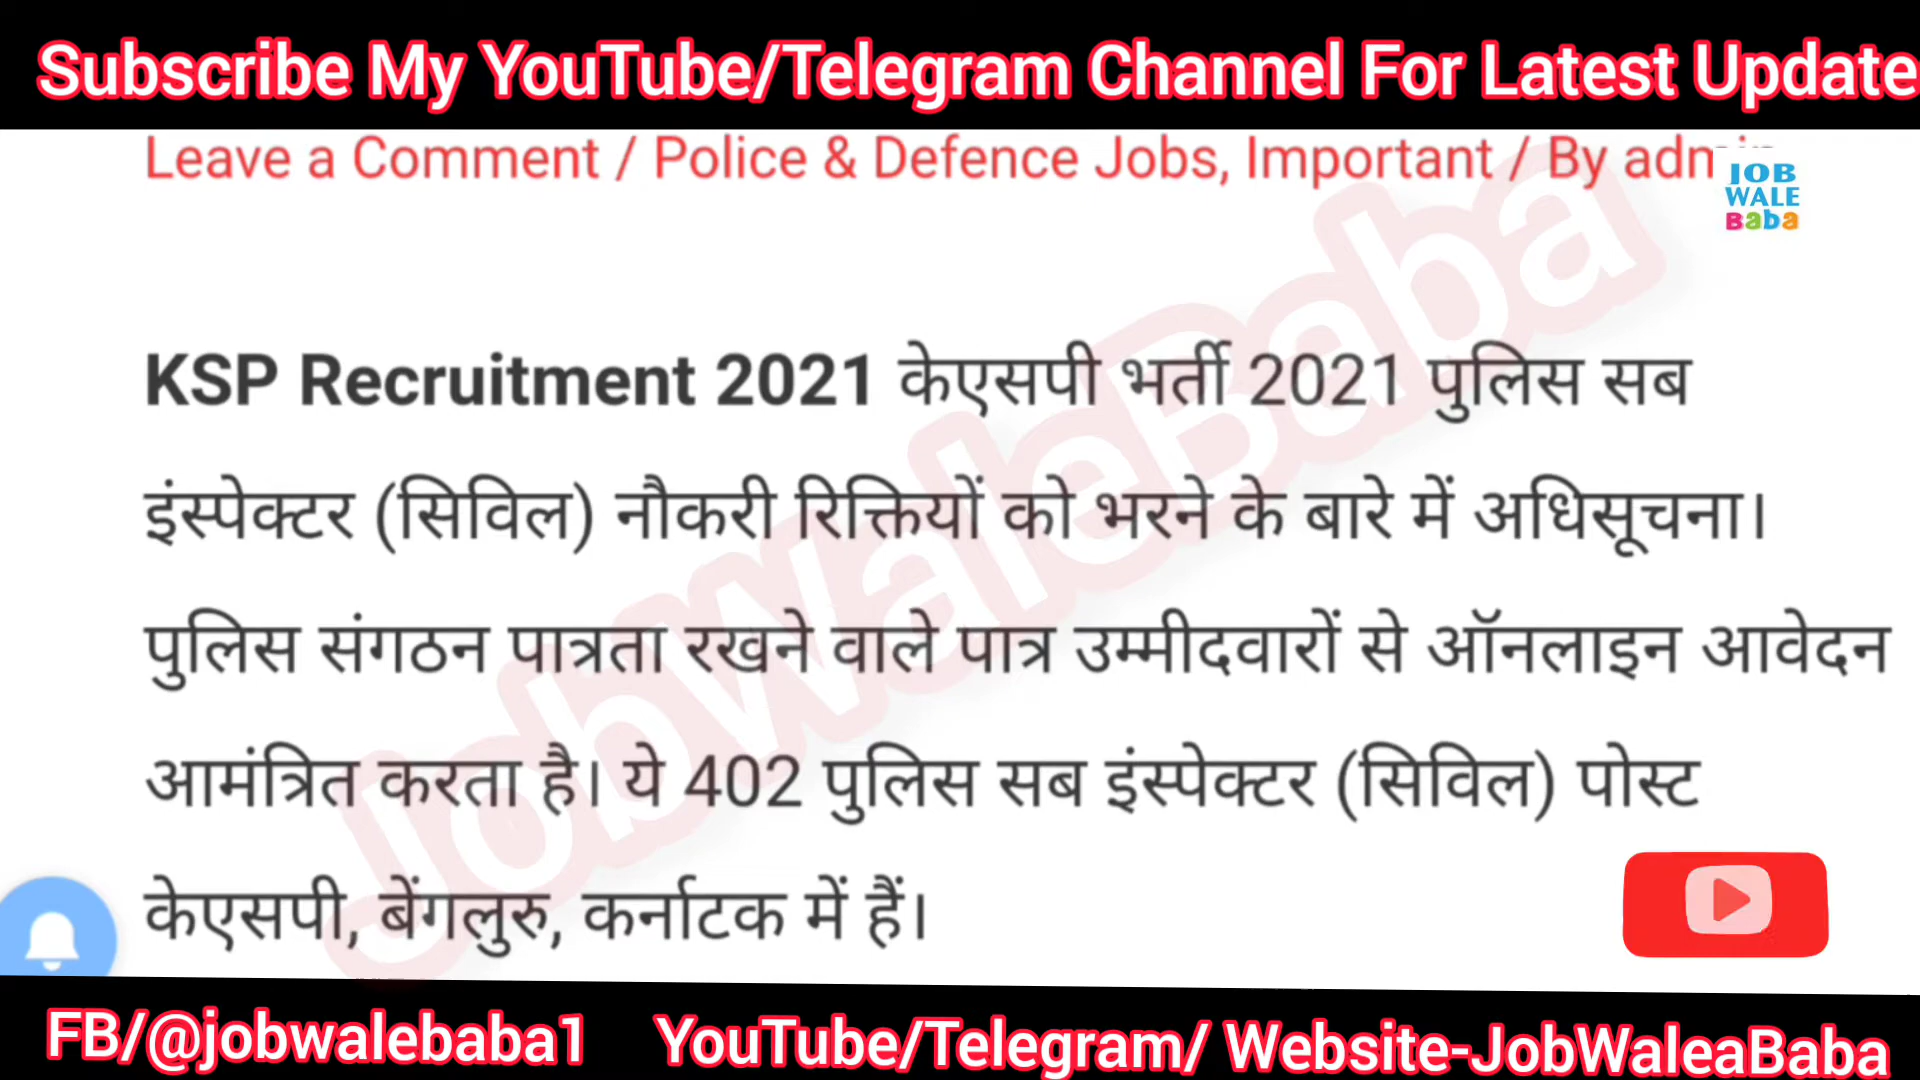 Subscribe My YouTube/Telegram Channel For Latest Update
Leave a Comment / Police & Defence Jobs, Important / By
JOB
WALE
Baba
KSP Recruitment 2021 केएसपी भर्ती 2021 पुलिस सब
इंस्पेक्टर (सिविल) नौकरी रिक्तियों को भरने के बारे में अधिसूचना।
पुलिस संगठन पात्रता रखने वाले पात्र उम्मीदवारों से ऑनलाइन आवेदन
आमंत्रित करता है। ये 402 पुलिस सब इंस्पेक्टर (सिविल) पोस्ट
केएसपी, बेंगलुरु, कर्नाटक में हैं।
JobWaleBaba
FB/@jobwalebaba1 YouTube/Telegram/ Website-JobWaleaBaba